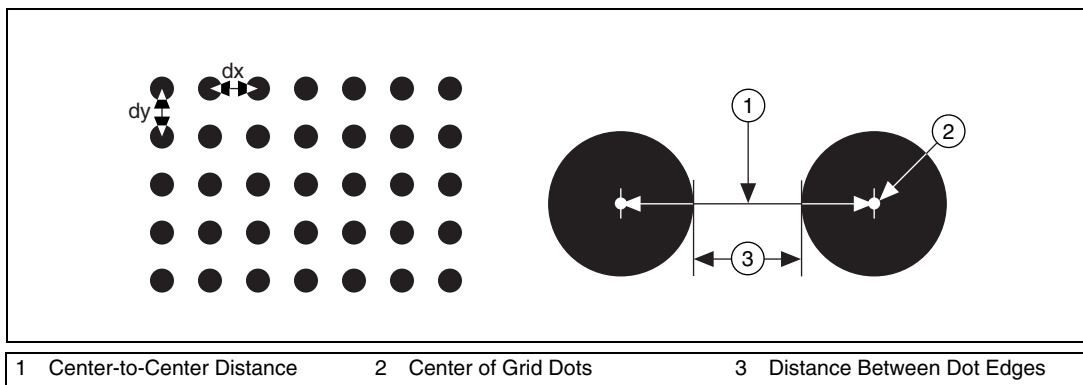 dx
dy
1
2
3
1 Center-to-Center Distance 2 Center of Grid Dots 3 Distance Between Dot Edges